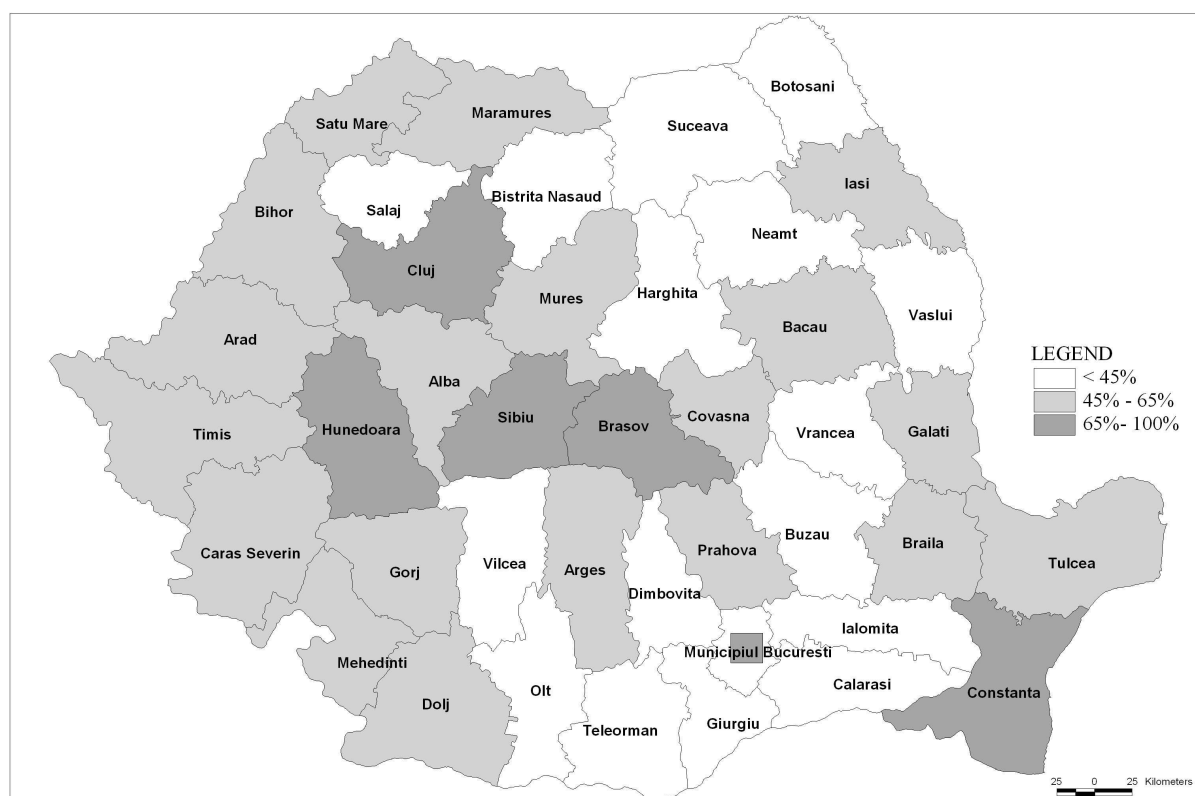 Botosani
Maramures
Satu Mare
Suceava
Iasi
Bistrita Nasaud
Salaj
Bihor
Neamt
Cluj
Harghita
Mures
Vaslui
Bacau
Arad
LEGEND
< 45%
45% - 65%
65%- 100%
Alba
Sibiu
Covasna
Brasov
Hunedoara
Timis
Vrancea
Galati
Buzau
Braila
Prahova
Caras Severin
Tulcea
Vilcea
Arges
Gorj
Dimbovita
Ialomita
Municipiul Bucuresti
Mehedinti
Calarasi
Constanta
Olt
Dolj
Giurgiu
Teleorman
25 0 25 Kilometers